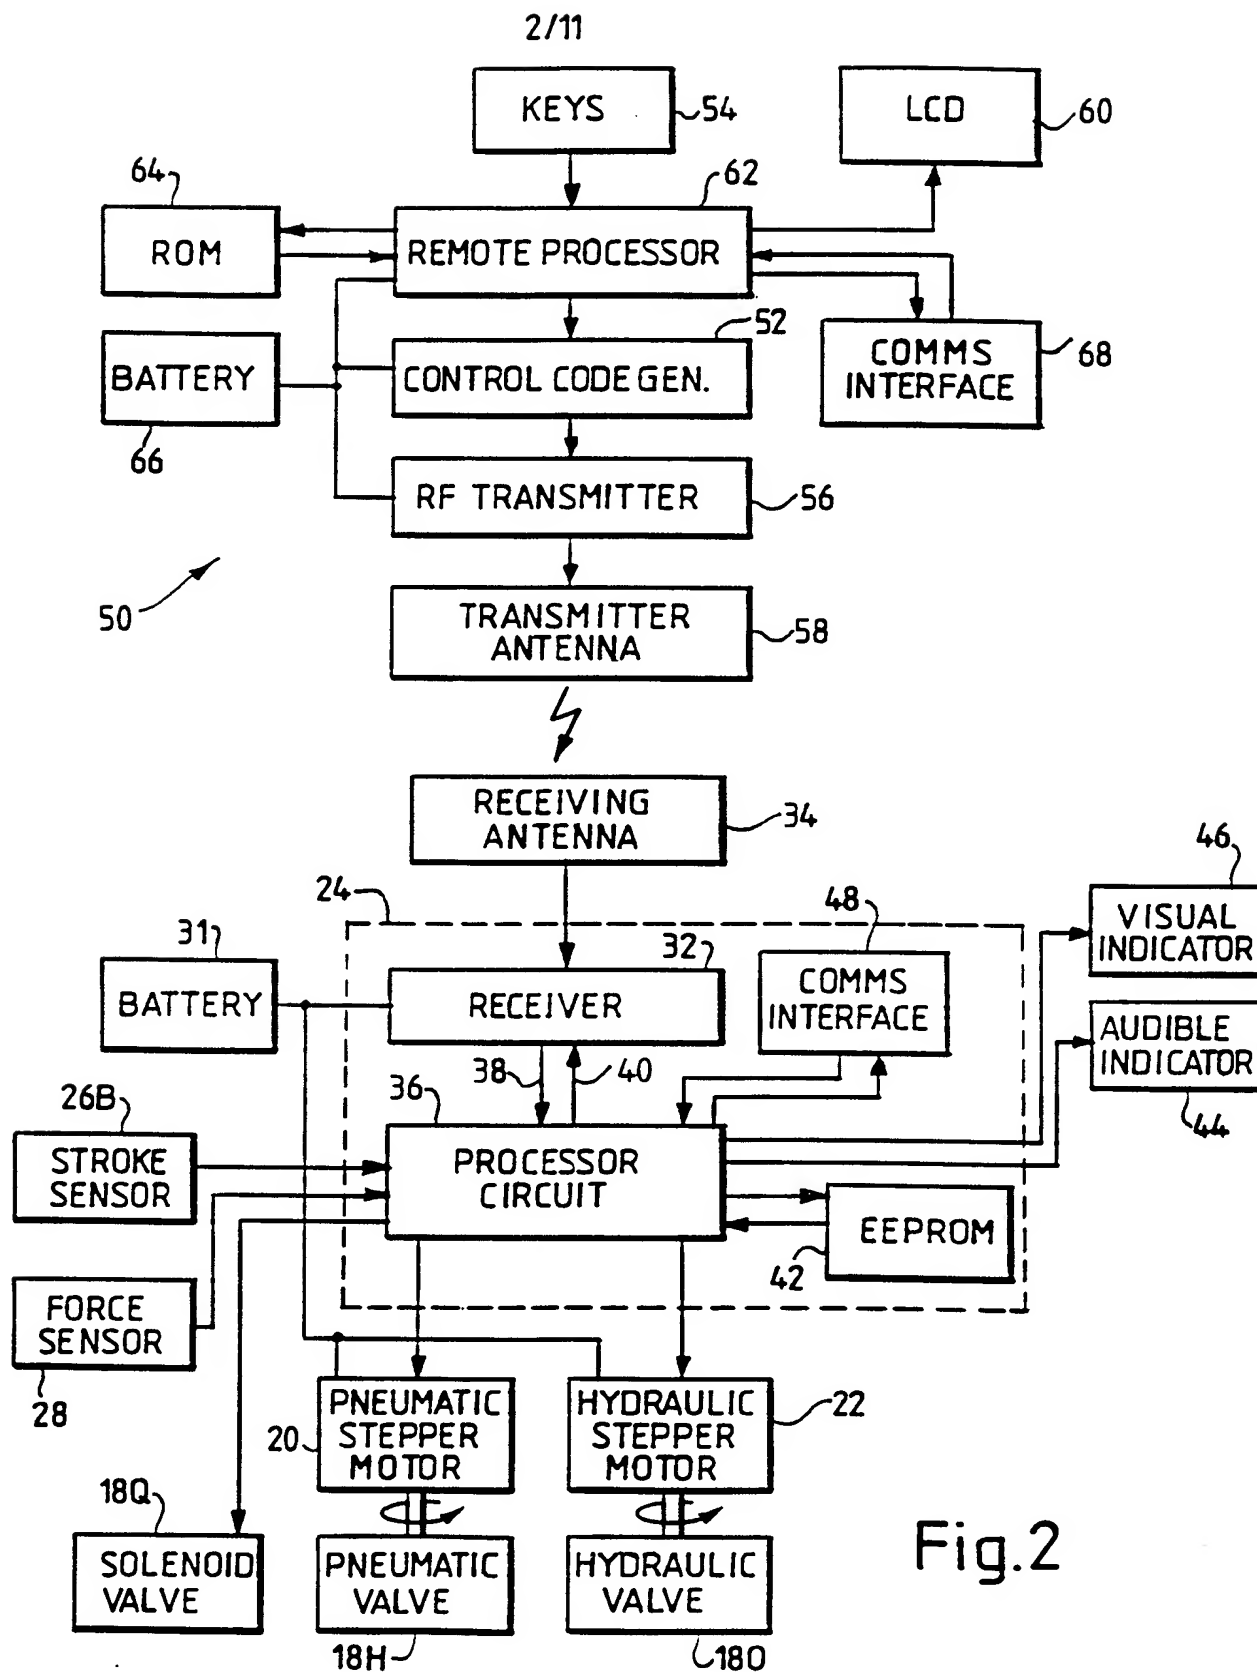 2/11
KEYS
54
LCD
60
64
62
ROM
REMOTE PROCESSOR
52
BATTERY
66
CONTROL CODE GEN.
COMMS
INTERFACE
68
RF TRANSMITTER
56
50
TRANSMITTER
ANTENNA
58
RECEIVING
ANTENNA
34
24
48
46
VISUAL
INDICATOR
31
32
BATTERY
RECEIVER
COMMS
INTERFACE
AUDIBLE
INDICATOR
44
38
40
36
26B
STROKE
SENSOR
PROCESSOR
CIRCUIT
EEPROM
42
FORCE
SENSOR
28
PNEUMATIC
STEPPER
MOTOR
20
HYDRAULIC
STEPPER
MOTOR
22
18Q
SOLENOID
VALVE
PNEUMATIC
VALVE
18H
HYDRAULIC
VALVE
18O
Fig.2